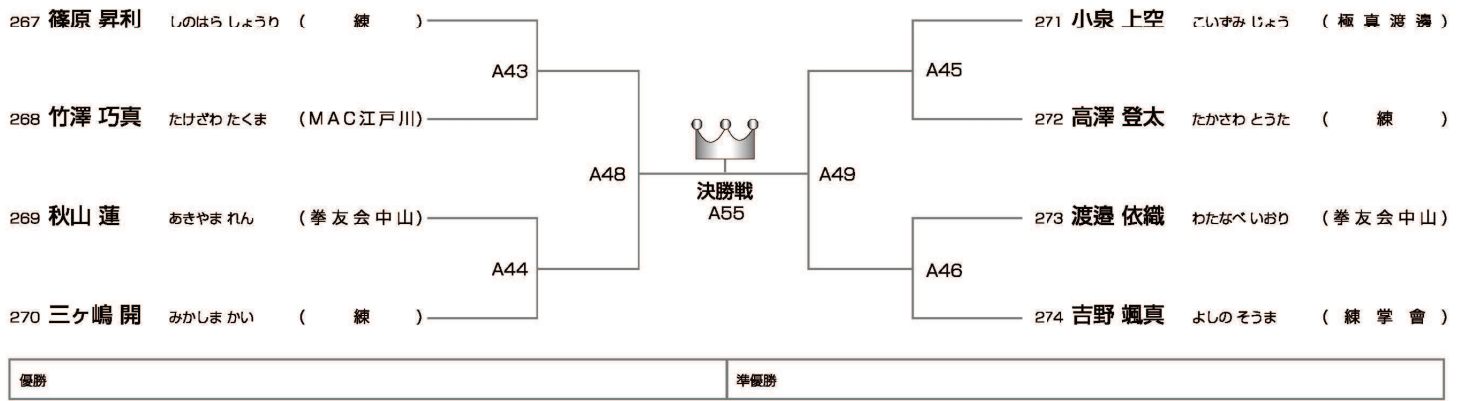 267 篠原 昇利 しのはら しょうり ( 練 )
A43
268 竹澤 巧真 たけざわ たくま (MAC江戸川)
A48
269 秋山 蓮 あきやま れん (拳友会中山)
A44
270 三ヶ嶋 開 みかしま かい ( 練 )
決勝戦
A55
271 小泉 上空 こいずみ じょう (極真渡邊)
A45
272 高澤 登太 たかさわ とうた ( 練 )
A49
273 渡邉 依織 わたなべ いおり (拳友会中山)
A46
274 吉野 颯真 よしの そうま (練掌會)
優勝
準優勝